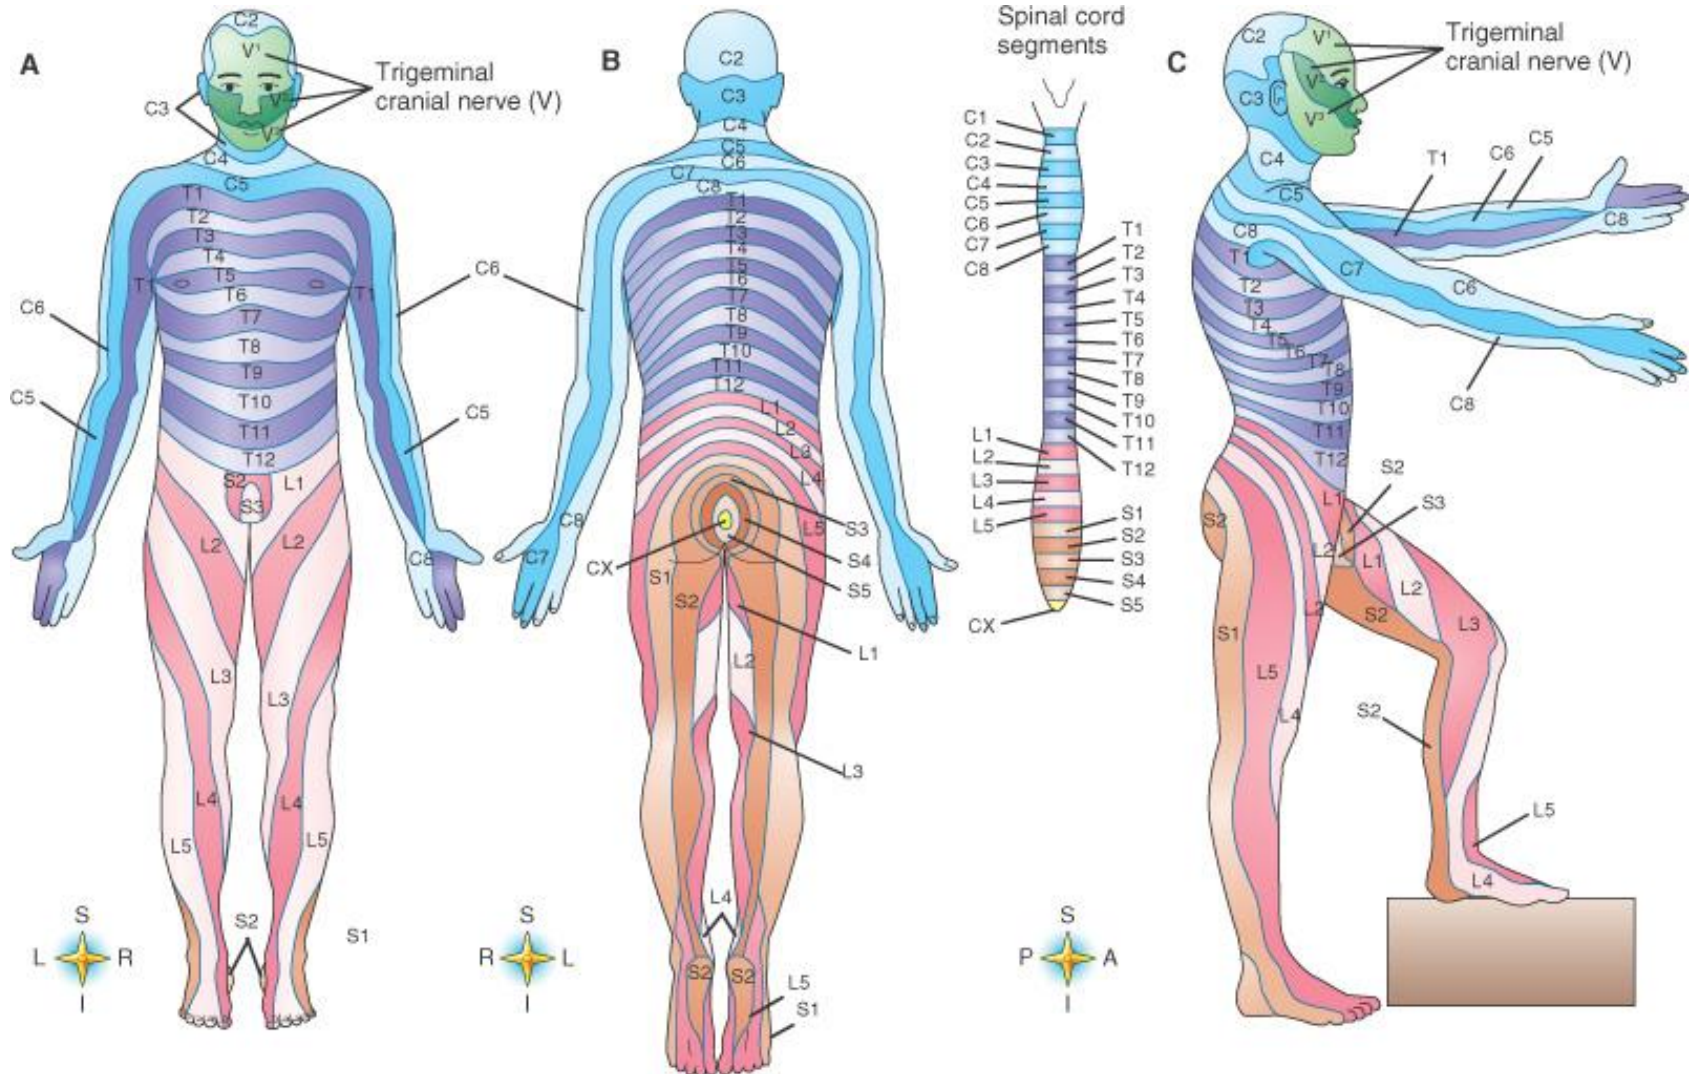 A
C2
V¹
Trigeminal
cranial nerve (V)
C3
V²
V³
C4
C5
T1
T2
T3
T4
T5
T1
T1
T6
C6
C6
T7
T8
T9
C5
C5
T10
T11
T12
S2
L1
S3
L2
L2
C8
L3
L3
L4
L4
L5
L5
S2
S1
S
L
R
I
B
C2
C3
C4
C5
C6
C7
C8
T1
T2
T3
T4
T5
T6
T7
T8
T9
T10
T11
T12
L1
L2
L3
L4
L5
S3
C8
C7
CX
S4
S1
S5
S2
L1
L2
L3
L4
S2
S2
L5
S1
S
R
L
I
Spinal cord
segments
C1
C2
C3
C4
C5
C6
C7
C8
T1
T2
T3
T4
T5
T6
T7
T8
T9
T10
T11
T12
L1
L2
L3
L4
L5
S1
S2
S3
S4
S5
CX
C
C2
V¹
Trigeminal
cranial nerve (V)
V²
C3
V³
C4
T1
C6
C5
C5
C8
C8
T1
C7
C6
T2
T3
T4
T5
T6
T7
T8
C8
T9
T10
T11
T12
S2
L1
S3
S2
L2
L1
L2
L2
S2
L3
S1
L5
L4
S2
L5
L4
S
P
A
I